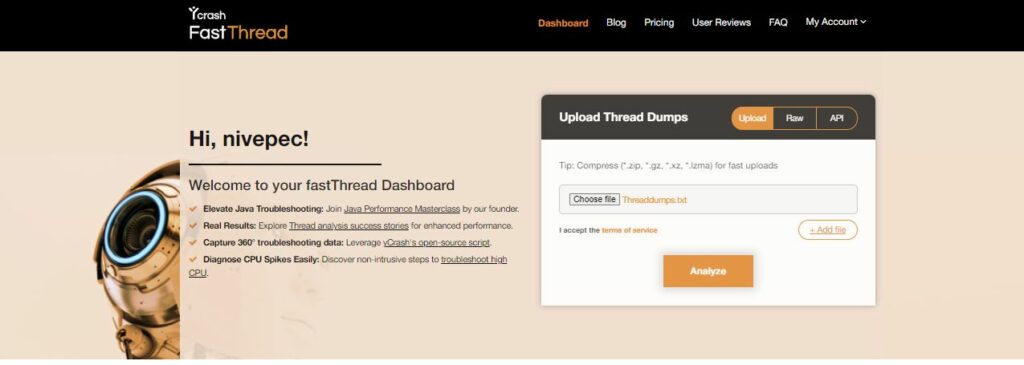 Ycrash
FastThread
Dashboard
Blog
Pricing
User Reviews
FAQ
My Account
Hi, nivepec!
Welcome to your fastThread Dashboard
Elevate Java Troubleshooting: Join Java Performance Masterclass by our founder.
Real Results: Explore Thread analysis success stories for enhanced performance.
Capture 360° troubleshooting data: Leverage yCrash's open-source script.
Diagnose CPU Spikes Easily: Discover non-intrusive steps to troubleshoot high
CPU.
Upload Thread Dumps
Upload
Raw
API
Tip: Compress (*.zip, *.gz, *.xz, *.lzma) for fast uploads
Choose file Threaddumps.txt
I accept the terms of service
+ Add file
Analyze